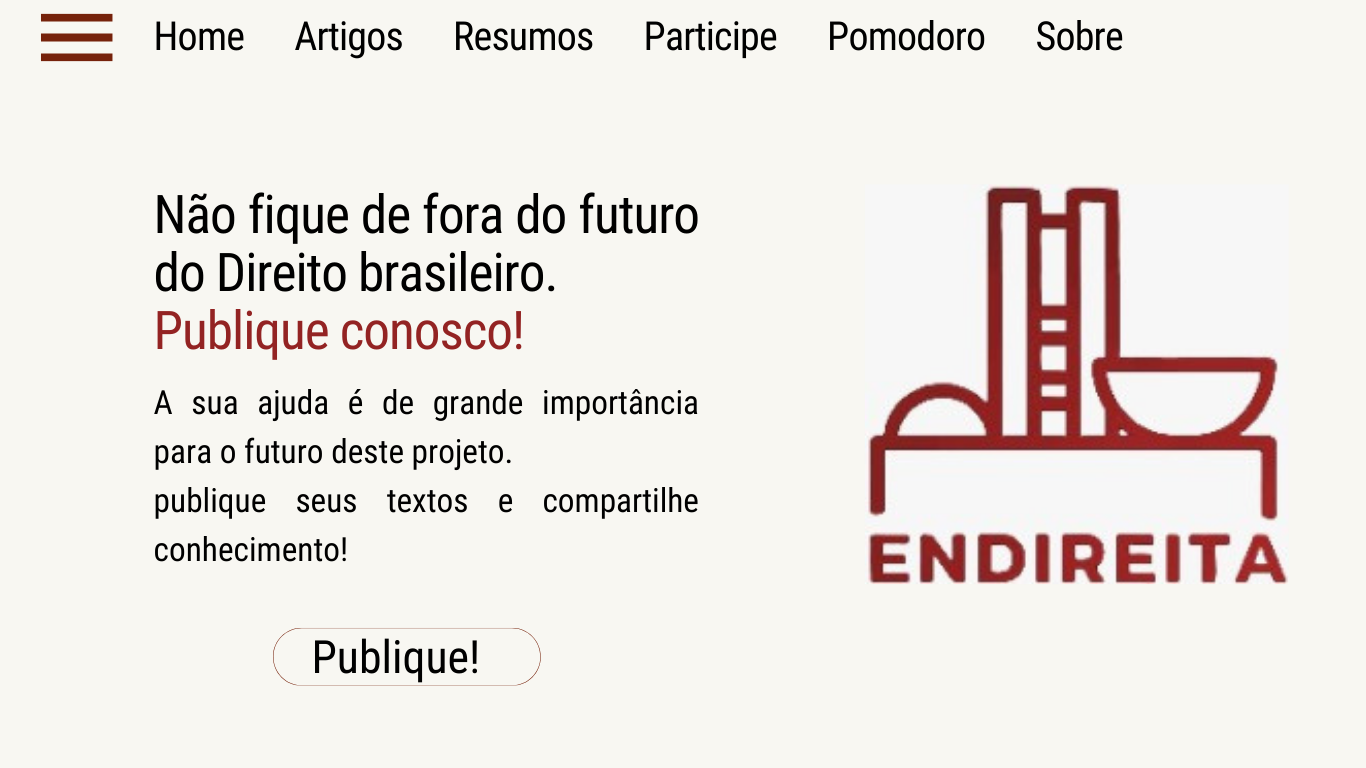 Home Artigos Resumos Participe Pomodoro Sobre
Não fique de fora do futuro
do Direito brasileiro.
Publique conosco!
A sua ajuda é de grande importância
para o futuro deste projeto.
publique seus textos e compartilhe
conhecimento!
Publique!
ENDIREITA